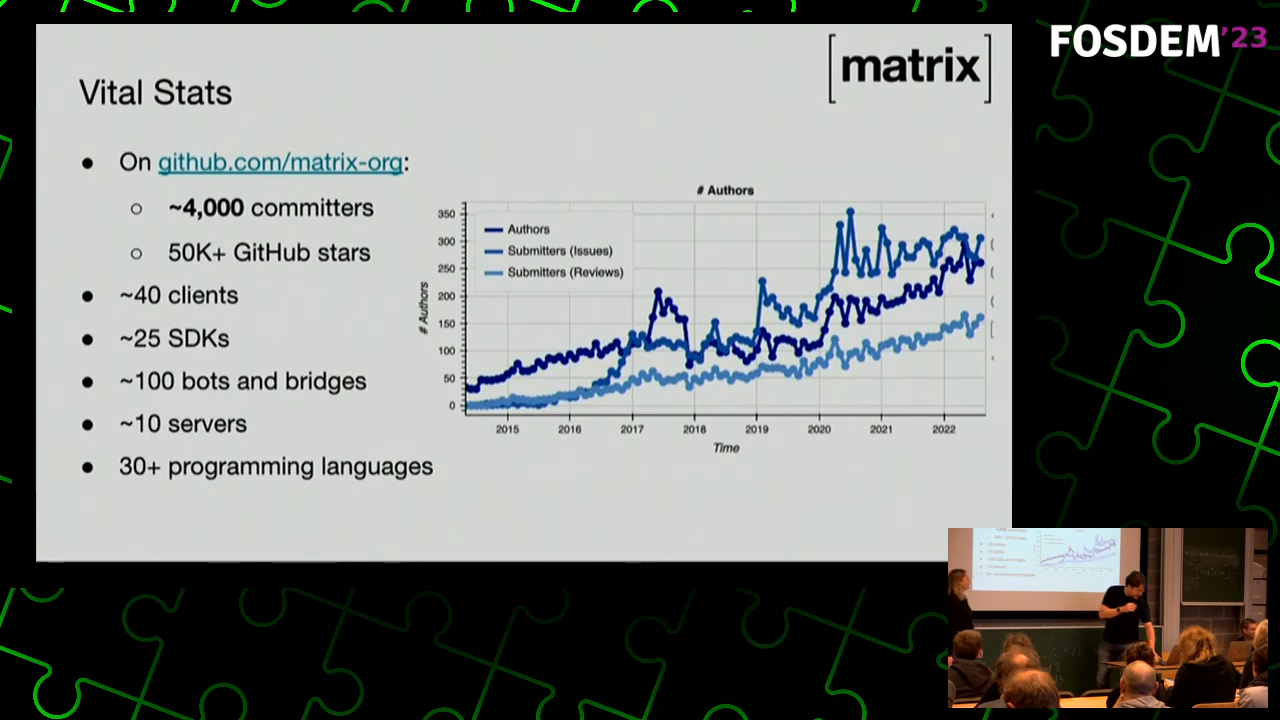 FOSDEM'23
[matrix]
Vital Stats
● On github.com/matrix-org:
○ ~4,000 committers
○ 50K+ GitHub stars
● ~40 clients
● ~25 SDKs
● ~100 bots and bridges
● ~10 servers
● 30+ programming languages
# Authors
Authors
Submitters (Issues)
Submitters (Reviews)
# Authors
350
300
250
200
150
100
50
0
2015 2016 2017 2018 2019 2020 2021 2022
Time